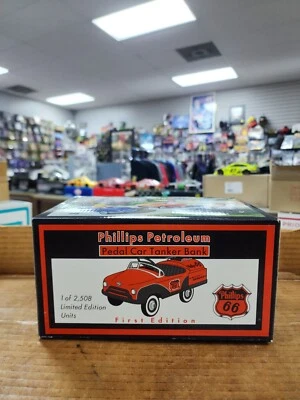 Phillips Petroleum
Pedal Car Tanker Bank
1 of 2,508
Limited Edition
Units
First Edition
Phillips
66